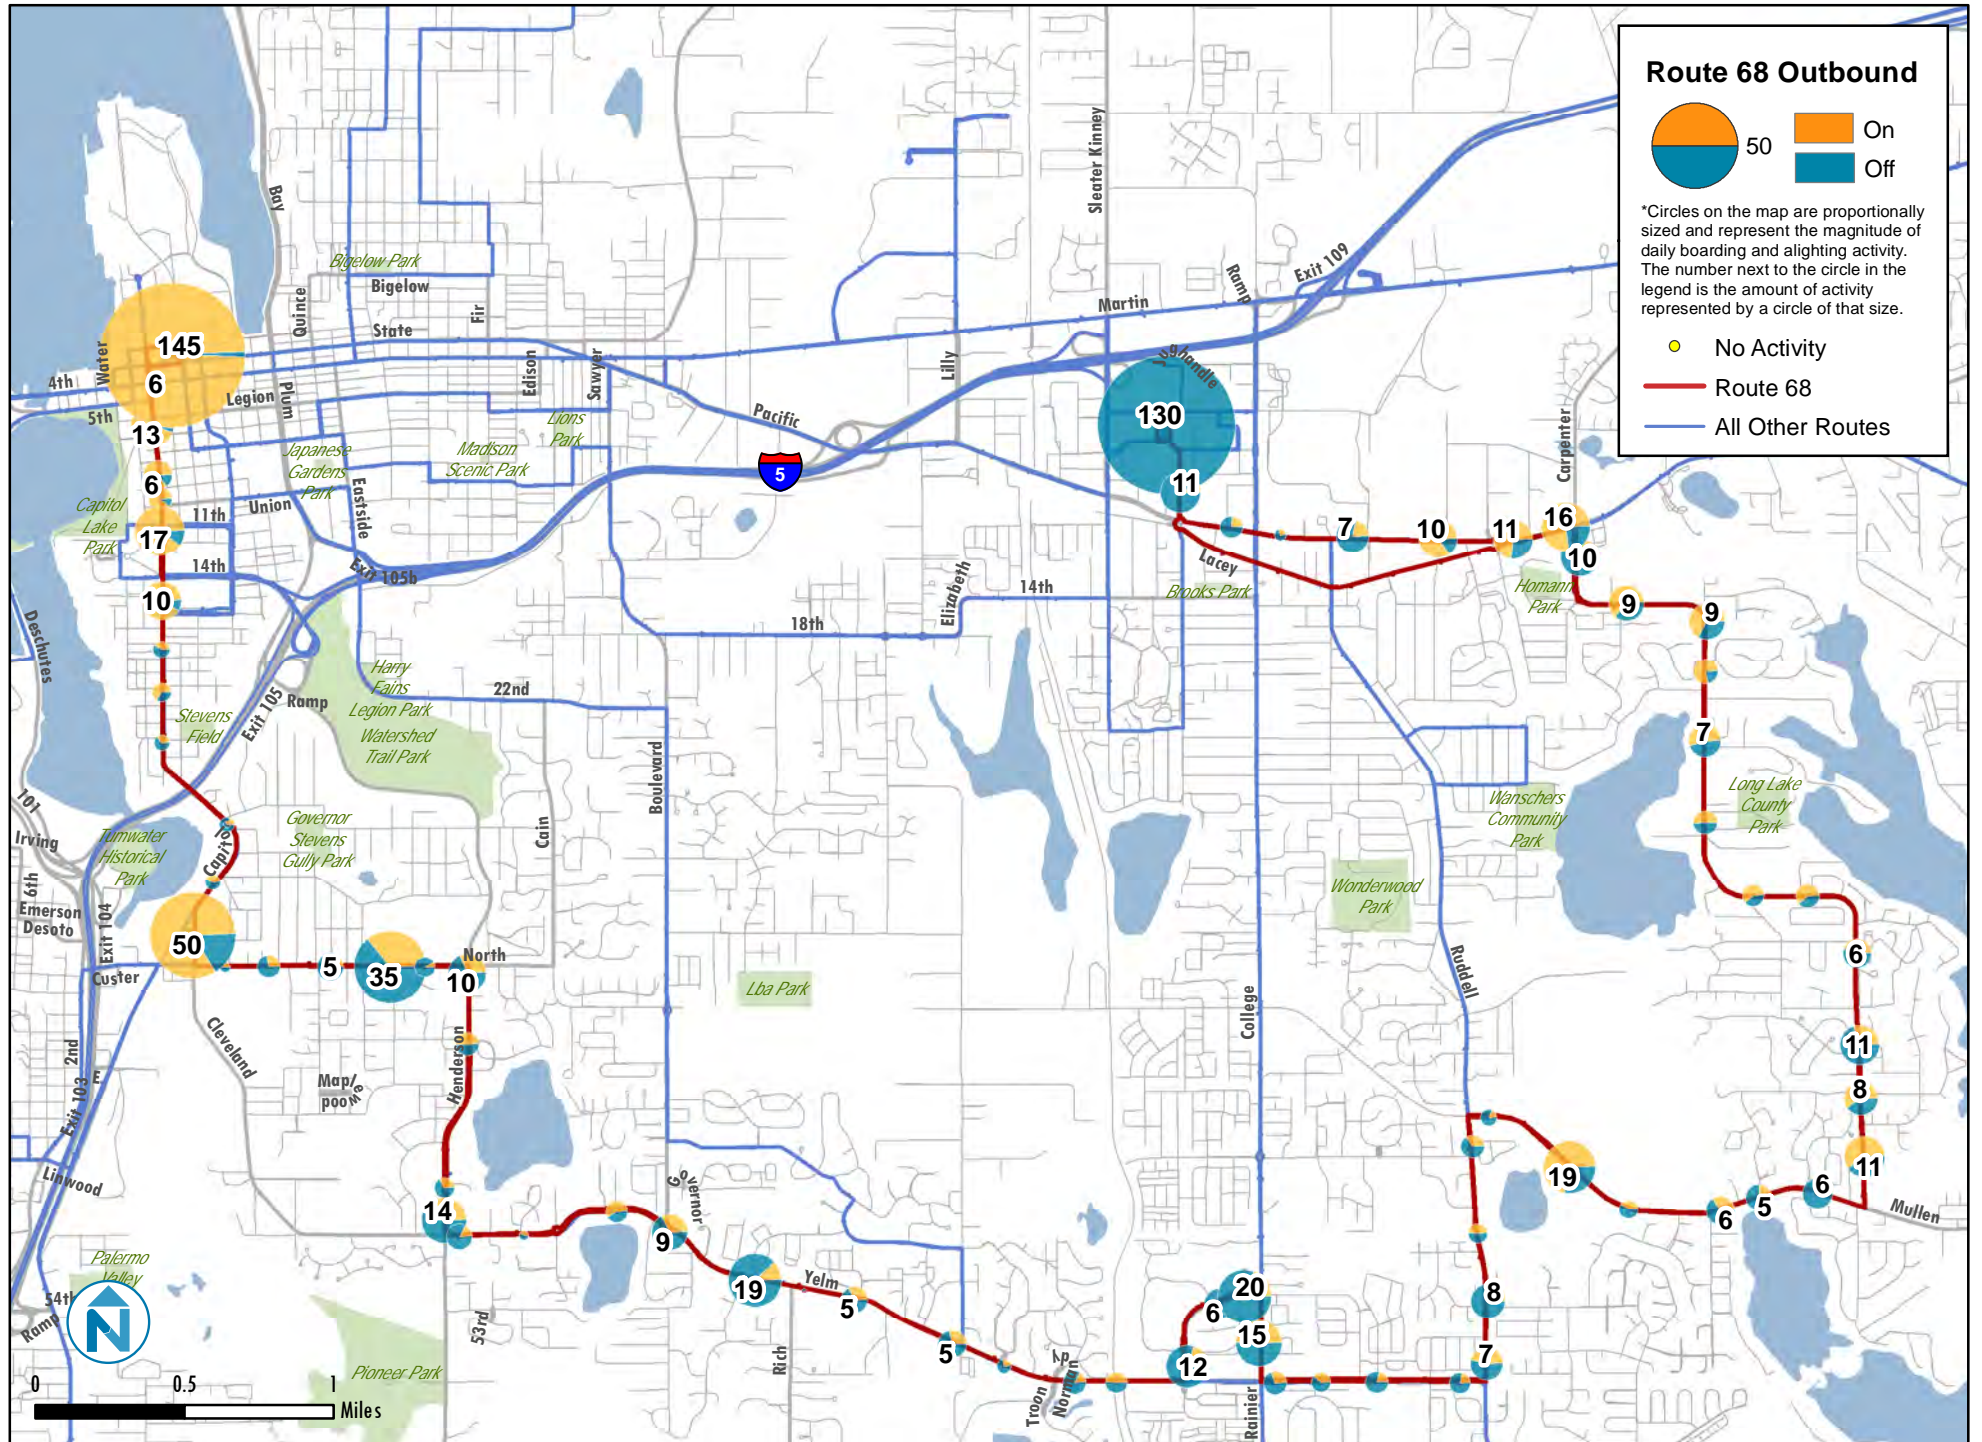 Route 68 Outbound
50
On
Off
*Circles on the map are proportionally
sized and represent the magnitude of
daily boarding and alighting activity.
The number next to the circle in the
legend is the amount of activity
represented by a circle of that size.
No Activity
Route 68
All Other Routes
Bay
Sleater Kinney
Bigelow Park
Bigelow
Quince
State
Fir
Exit 109
Ramp
Martin
145
Water
6
4th
5th
Legion
Plum
Edison
Sawyer
Lilly
Jughandle
130
Pacific
Lions
Park
13
Japanese
Gardens
Park
Madison
Scenic Park
5
Carpenter
6
Capitol
Lake
Park
Union
Eastside
11
11th
17
14th
Exit 105b
7
10
11
16
10
Lacey
Brooks Park
Homann
Park
10
Elizabeth
14th
18th
9
9
Deschutes
Harry
Fains
Legion Park
22nd
Ramp
Exit 105
Stevens
Field
Watershed
Trail Park
7
Boulevard
Long Lake
County
Park
Wanschers
Community
Park
101
Irving
Tumwater
Historical
Park
Governor
Stevens
Gully Park
Capitol
Cain
6th
Emerson
Desoto
Exit 104
Wonderwood
Park
50
Custer
5
35
North
10
Lba Park
Ruddell
6
College
Cleveland
2nd
E
Exit 103
Maplewood
Henderson
11
8
11
Linwood
Governor
19
6
5
6
Mullen
14
9
Palermo
Valley
54th
Ramp
N
19
Yelm
5
5
53rd
Rich
Pioneer Park
20
6
15
12
8
7
Troon
Norman
Rainier
0
0.5
1
Miles